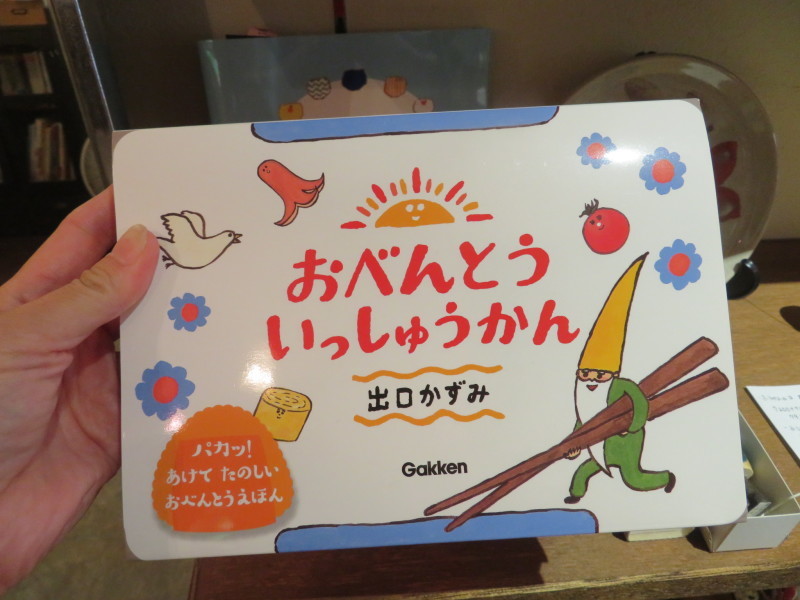 おべんとう
いっしゅうかん
出口かずみ
Gakken
パカッ!
あけて たのしい
おべんとうえほん